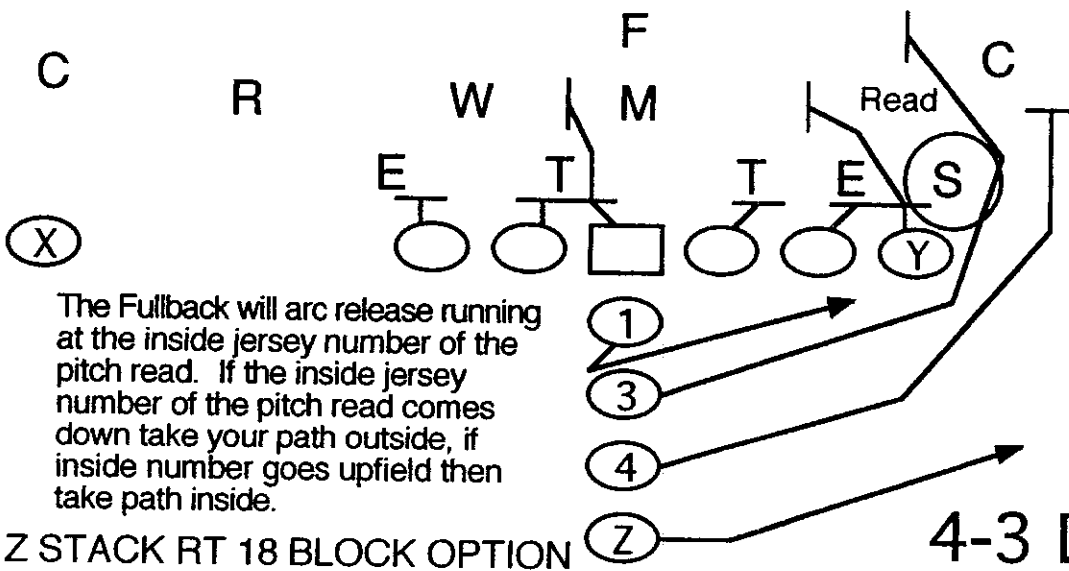 F
C
C
R
W
M
Read
E
T
T
E
S
X
Y
The Fullback will arc release running
at the inside jersey number of the
pitch read. If the inside jersey
number of the pitch read comes
down take your path outside, if
inside number goes upfield then
take path inside.
1
3
4
Z
Z STACK RT 18 BLOCK OPTION
4-3